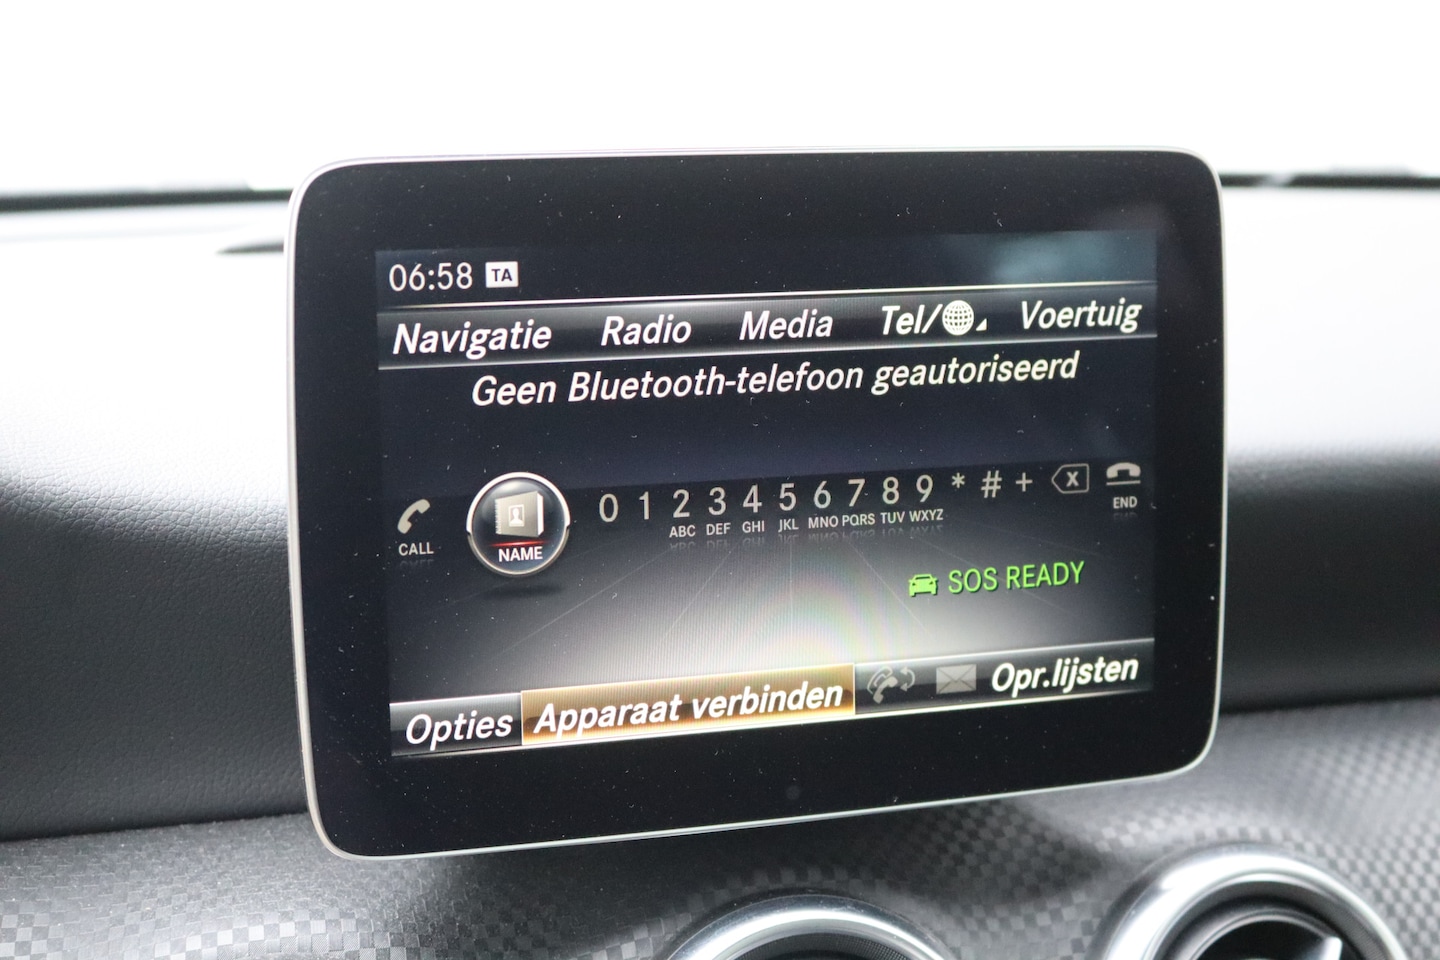 06:58 TA
Navigatie Radio Media Tel/ Voertuig
Geen Bluetooth-telefoon geautoriseerd
CALL NAME 0 1 2 3 4 5 6 7 8 9 * # + X END
ABC DEF GHI JKL MNO PQRS TUV WXYZ
SOS READY
Opties Apparaat verbinden Opr.lijsten